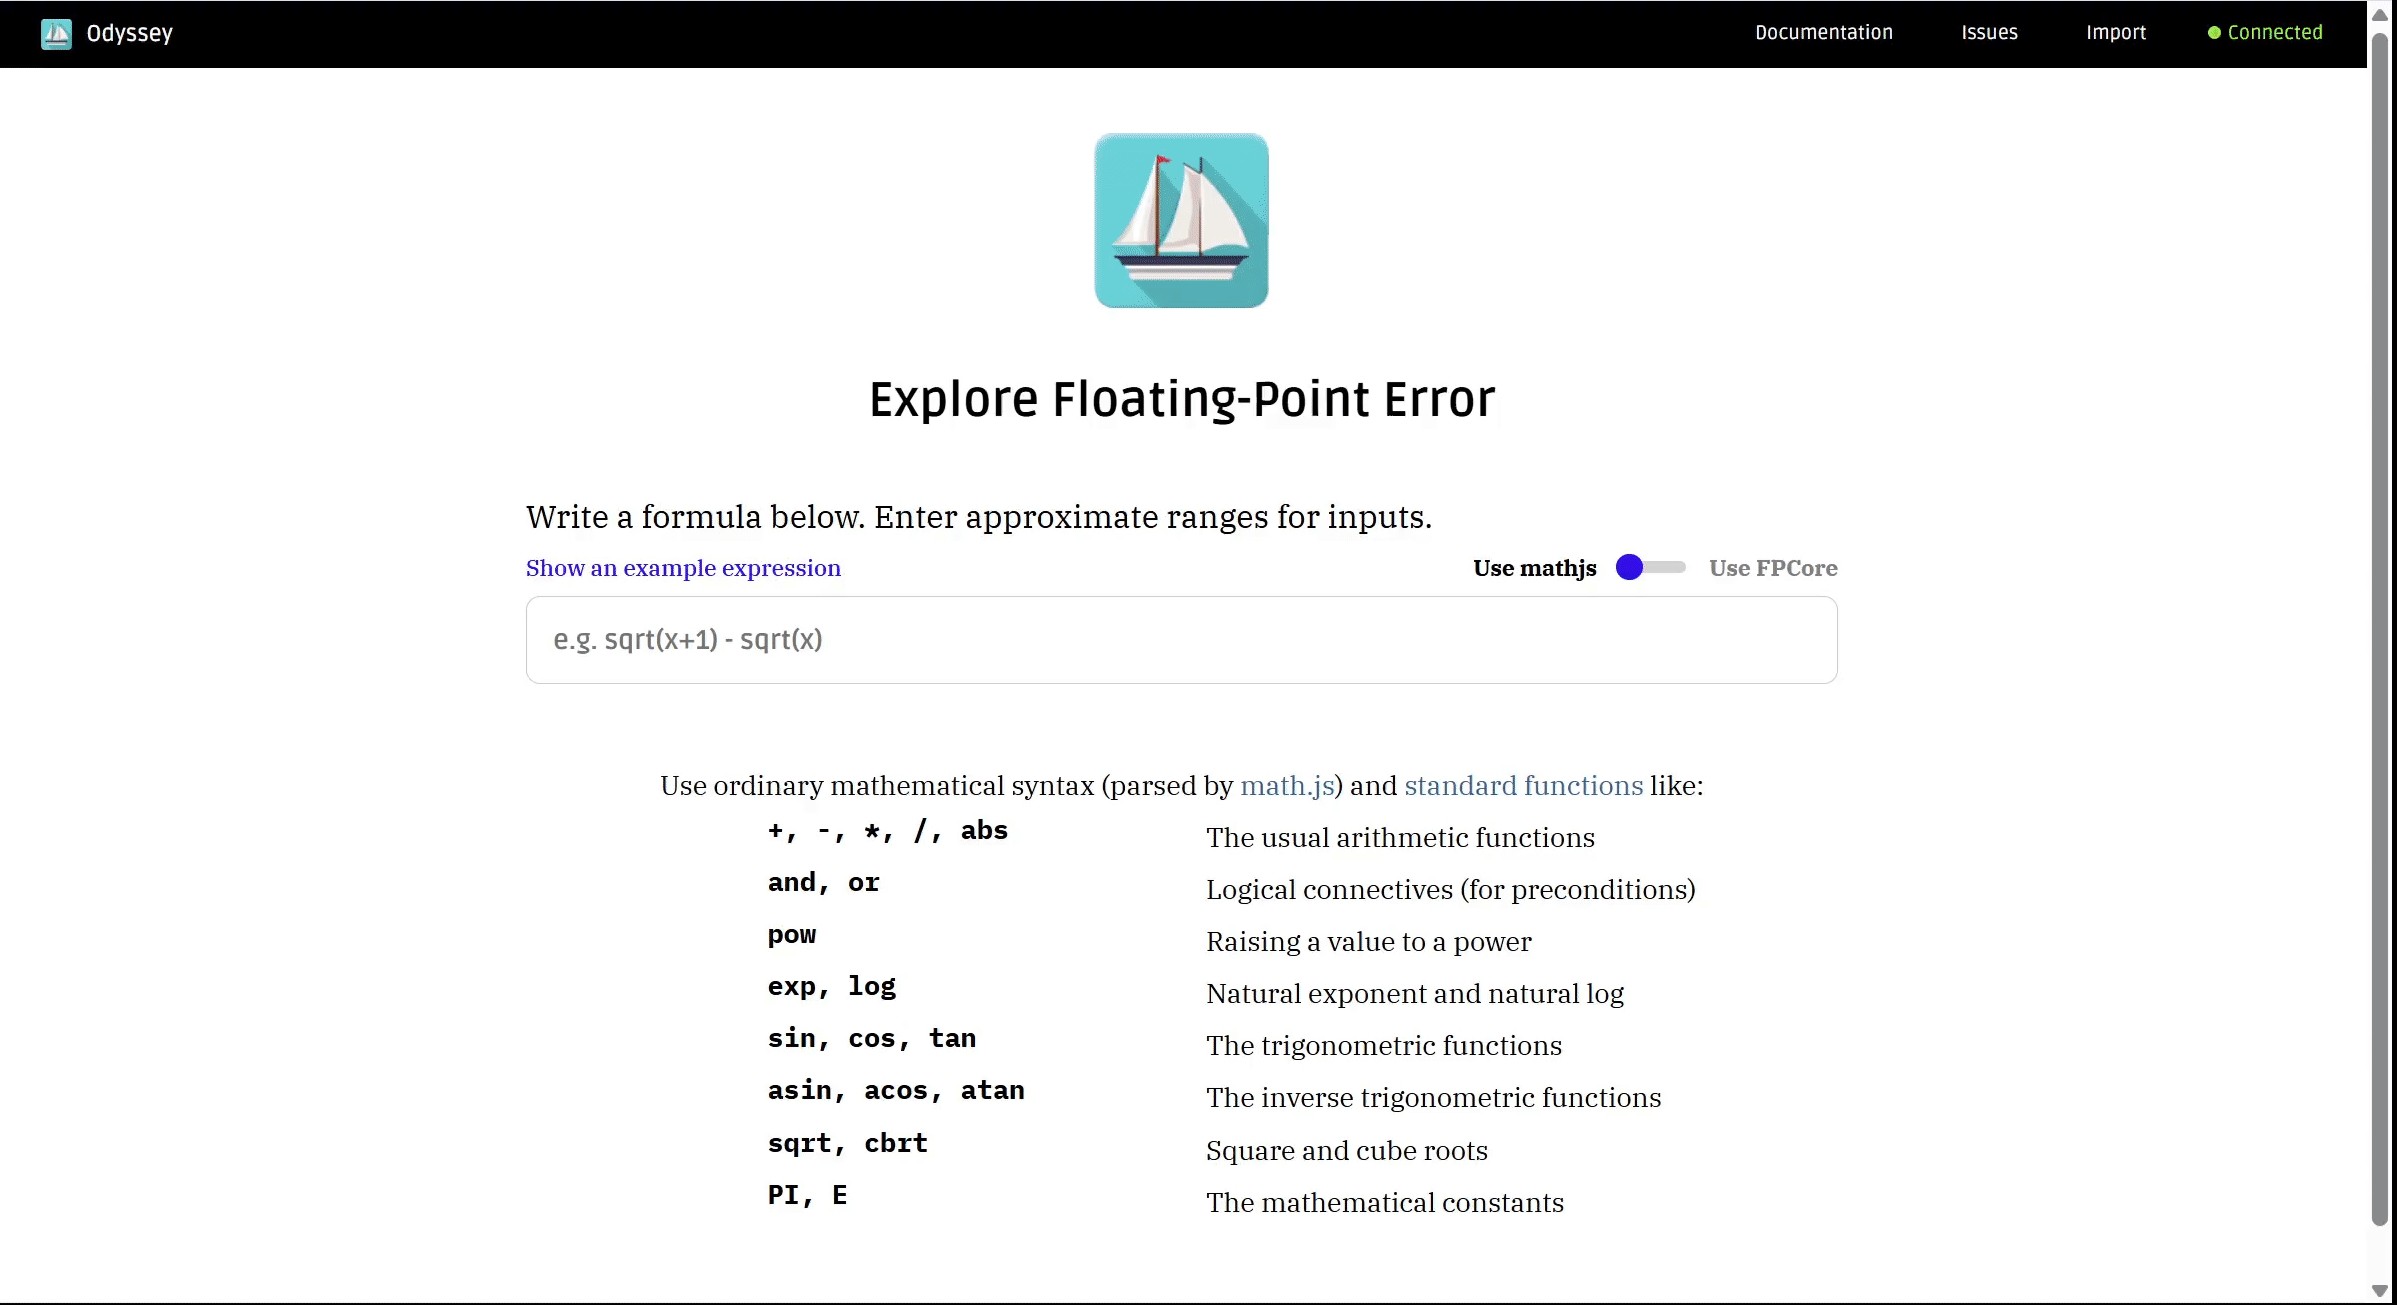 Odyssey
Documentation Issues Import Connected
Explore Floating-Point Error
Write a formula below. Enter approximate ranges for inputs.
Show an example expression Use mathjs Use FPCore
e.g. sqrt(x+1) - sqrt(x)
Use ordinary mathematical syntax (parsed by math.js) and standard functions like:
+, -, *, /, abs The usual arithmetic functions
and, or Logical connectives (for preconditions)
pow Raising a value to a power
exp, log Natural exponent and natural log
sin, cos, tan The trigonometric functions
asin, acos, atan The inverse trigonometric functions
sqrt, cbrt Square and cube roots
PI, E The mathematical constants